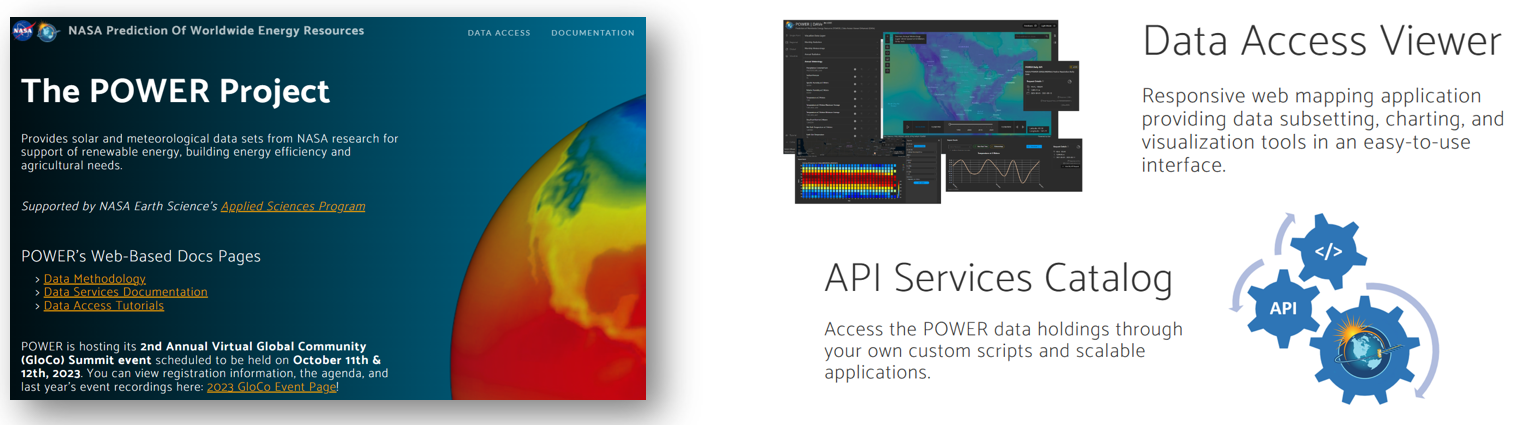 NASA Prediction Of Worldwide Energy Resources
DATA ACCESS DOCUMENTATION
The POWER Project
Provides solar and meteorological data sets from NASA research for
support of renewable energy, building energy efficiency and
agricultural needs.
Supported by NASA Earth Science's Applied Sciences Program
POWER's Web-Based Docs Pages
> Data Methodology
> Data Services Documentation
> Data Access Tutorials
POWER is hosting its 2nd Annual Virtual Global Community
(GloCo) Summit event scheduled to be held on October 11th &
12th, 2023. You can view registration information, the agenda, and
last year's event recordings here: 2023 GloCo Event Page!
Data Access Viewer
Responsive web mapping application
providing data subsetting, charting, and
visualization tools in an easy-to-use
interface.
API Services Catalog
Access the POWER data holdings through
your own custom scripts and scalable
applications.
</>
API